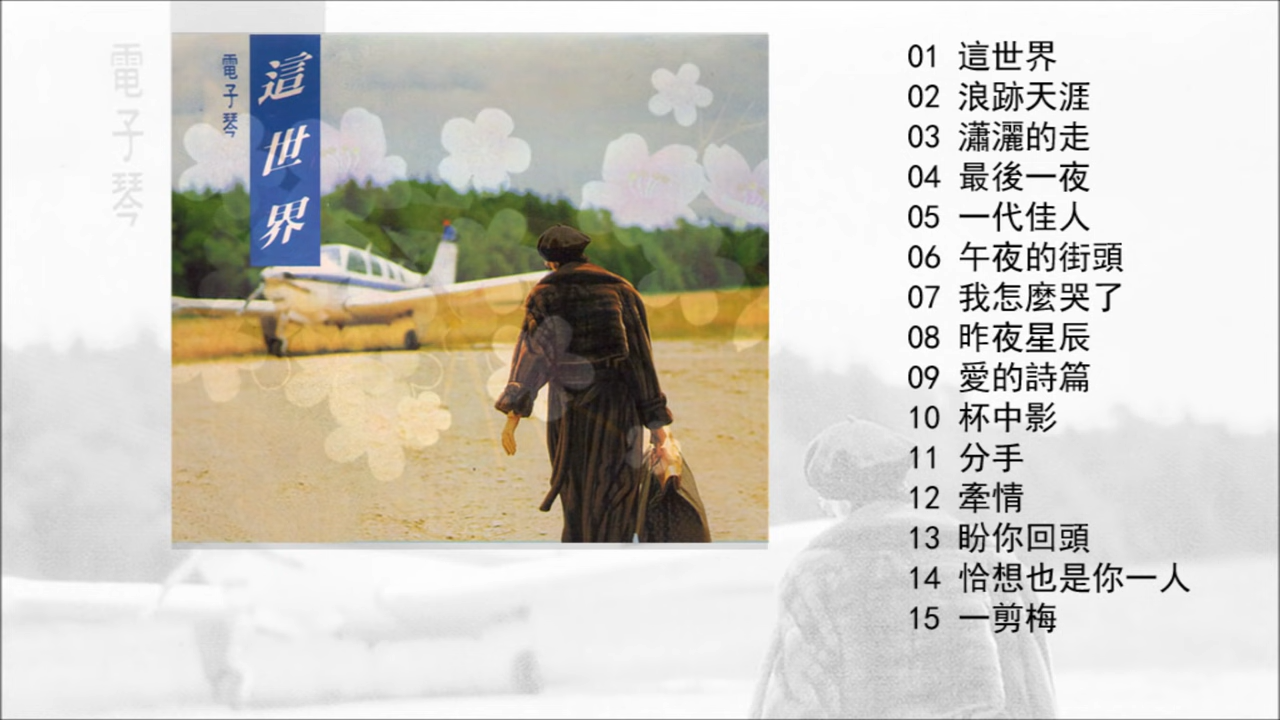 電子琴
電子琴
這世界
01 這世界
02 浪跡天涯
03 瀟灑的走
04 最後一夜
05 一代佳人
06 午夜的街頭
07 我怎麼哭了
08 昨夜星辰
09 愛的詩篇
10 杯中影
11 分手
12 牽情
13 盼你回頭
14 恰想也是你一人
15 一剪梅